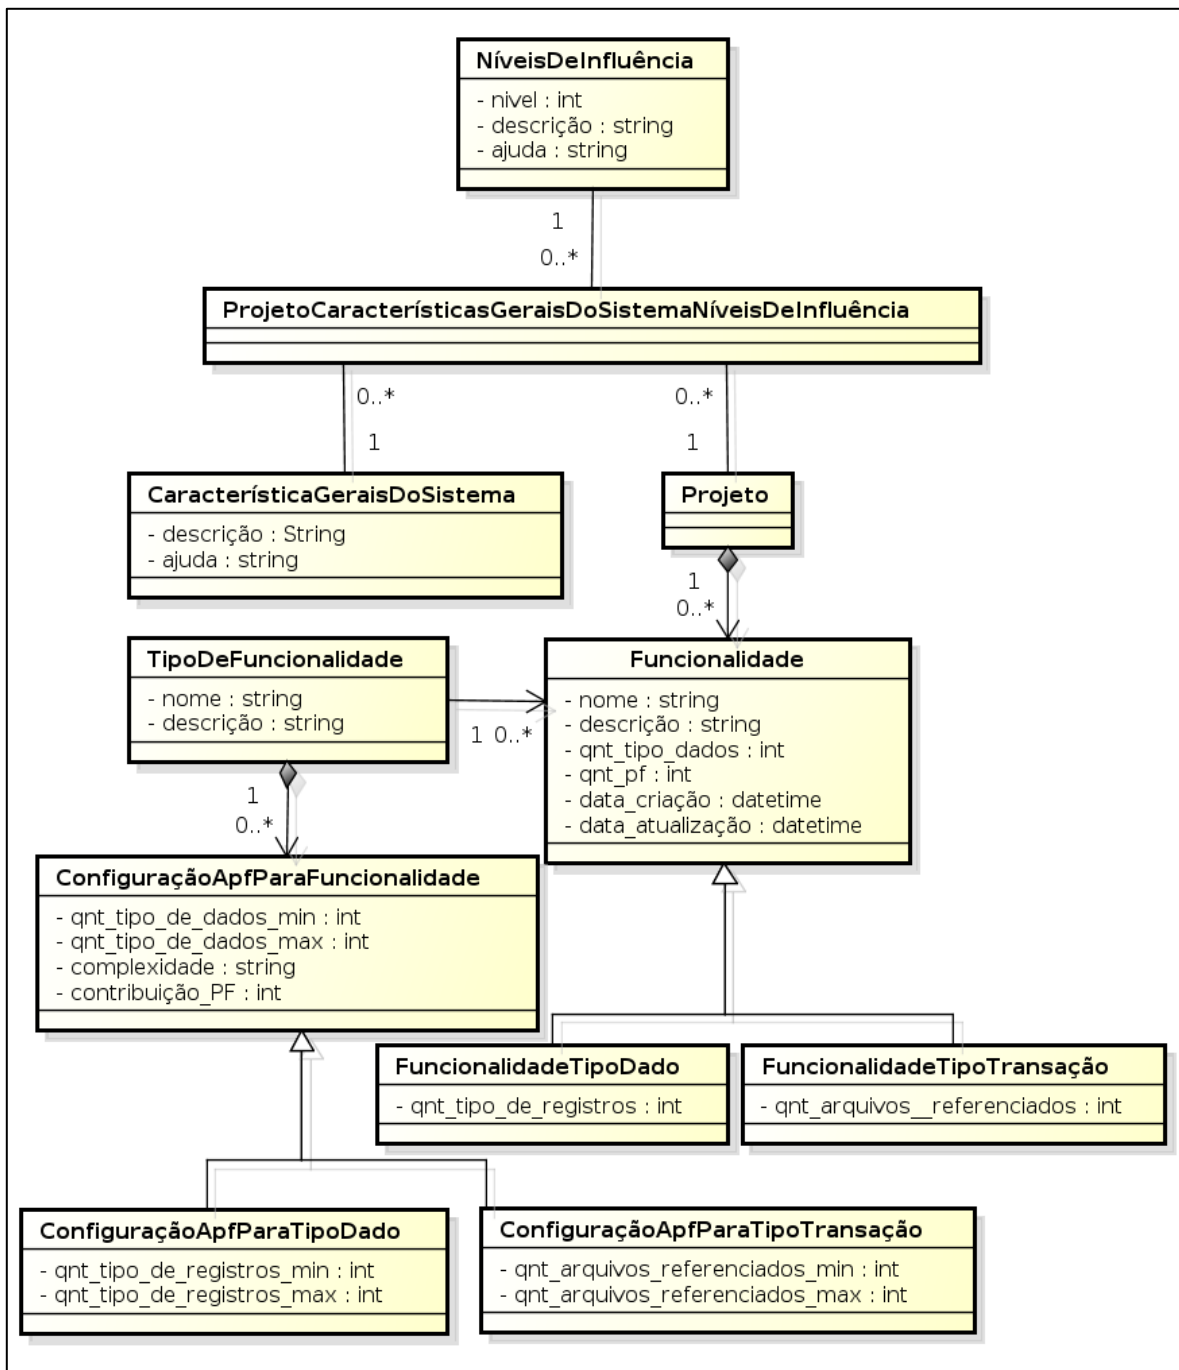 NíveisDeInfluência
- nivel : int
- descrição : string
- ajuda : string
1
0..*
ProjetoCaracterísticasGeraisDoSistemaNíveisDeInfluência
0..*
0..*
1
1
CaracterísticaGeraisDoSistema
- descrição : String
- ajuda : string
Projeto
1
0..*
TipoDeFuncionalidade
- nome : string
- descrição : string
1 0..*
Funcionalidade
- nome : string
- descrição : string
- qnt_tipo_dados : int
- qnt_pf : int
- data_criação : datetime
- data_atualização : datetime
1
0..*
ConfiguraçãoApfParaFuncionalidade
- qnt_tipo_de_dados_min : int
- qnt_tipo_de_dados_max : int
- complexidade : string
- contribuição_PF : int
FuncionalidadeTipoDado
- qnt_tipo_de_registros : int
FuncionalidadeTipoTransação
- qnt_arquivos__referenciados : int
ConfiguraçãoApfParaTipoDado
- qnt_tipo_de_registros_min : int
- qnt_tipo_de_registros_max : int
ConfiguraçãoApfParaTipoTransação
- qnt_arquivos_referenciados_min : int
- qnt_arquivos_referenciados_max : int